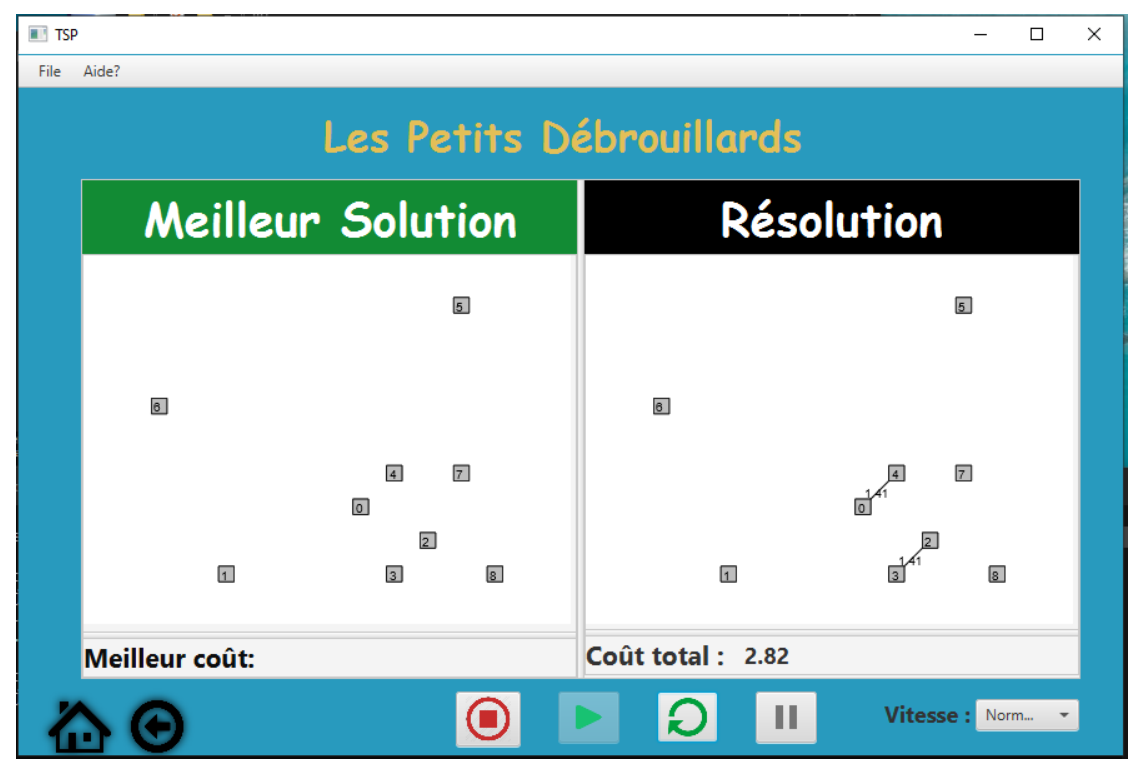 TSP
File Aide?
Les Petits Débrouillards
Meilleur Solution
5
6
4 7
0
2
1 3 8
Meilleur coût:
Résolution
5
6
4 7
1.41
0
2
1.41
1 3 8
Coût total : 2.82
Vitesse : Norm...